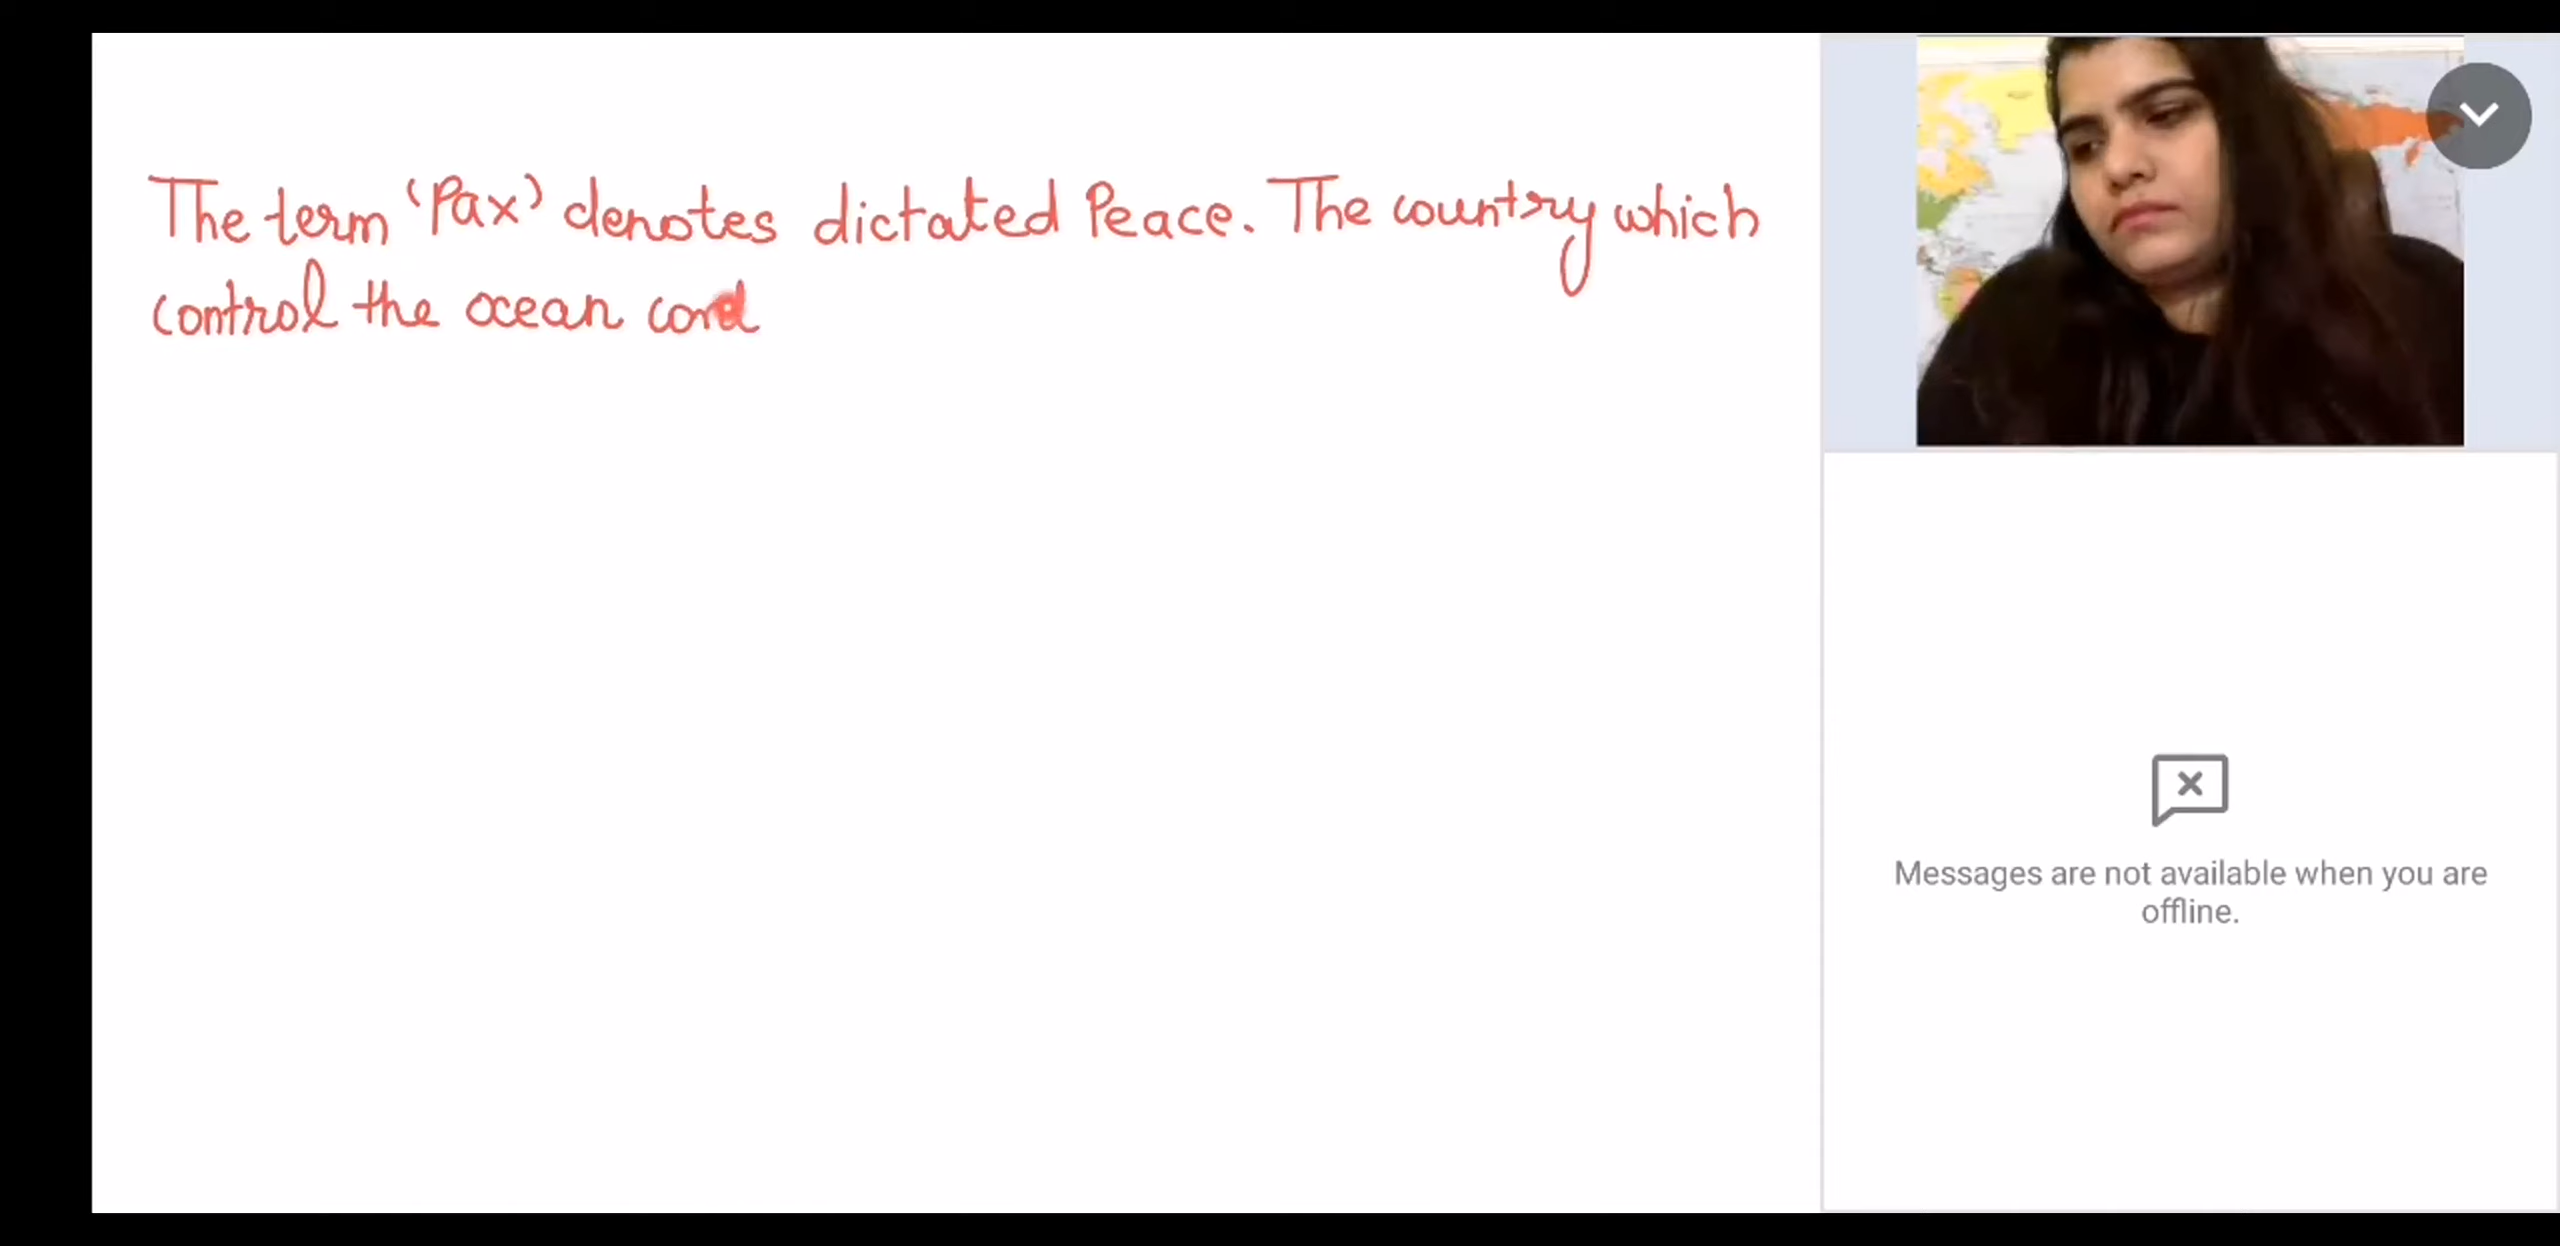 The term 'Pax' denotes dictated Peace. The country which
control the ocean
Messages are not available when you are
offline.